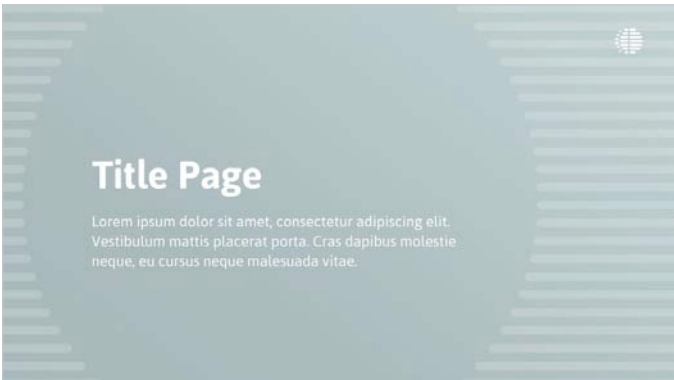 Title Page
Lorem ipsum dolor sit amet, consectetur adipiscing elit.
Vestibulum mattis placerat porta. Cras dapibus molestie
neque, eu cursus neque malesuada vitae.